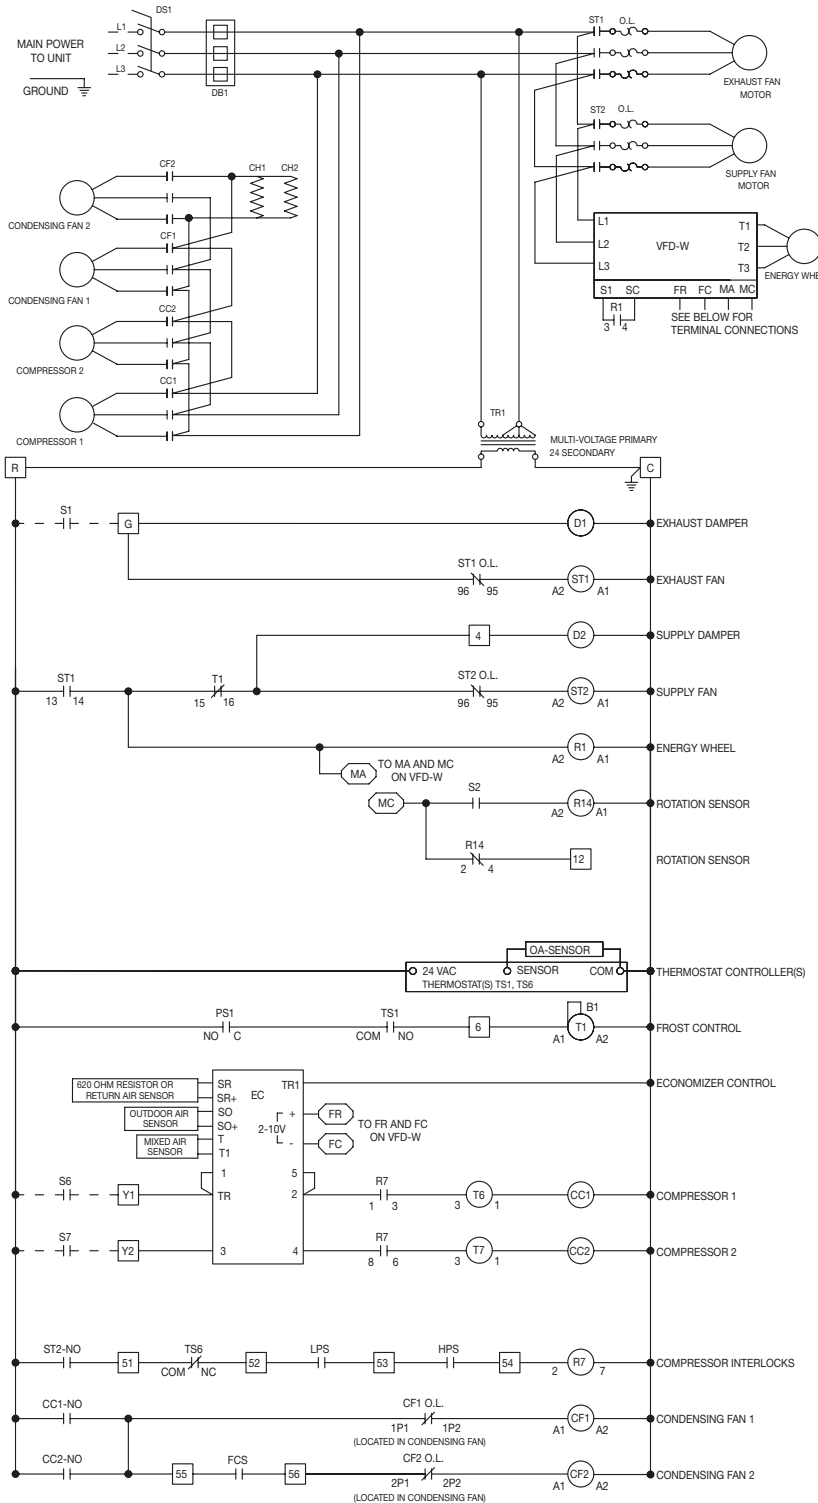 DS1
L1
L2
L3
MAIN POWER
TO UNIT
GROUND
DB1
ST1 O.L.
EXHAUST FAN
MOTOR
ST2 O.L.
SUPPLY FAN
MOTOR
CF2
CH1 CH2
CONDENSING FAN 2
CF1
CONDENSING FAN 1
CC2
COMPRESSOR 2
CC1
COMPRESSOR 1
L1 T1
L2 VFD-W T2
L3 T3
ENERGY WHE
S1 SC FR FC MA MC
R1
3 4
SEE BELOW FOR
TERMINAL CONNECTIONS
TR1
MULTI-VOLTAGE PRIMARY
24 SECONDARY
R C
S1
G D1 EXHAUST DAMPER
ST1 O.L.
ST1 EXHAUST FAN
96 95 A2 A1
4 D2 SUPPLY DAMPER
ST1 T1 ST2 O.L.
ST2 SUPPLY FAN
13 14 15 16 96 95 A2 A1
R1 ENERGY WHEEL
A2 A1
MA TO MA AND MC
ON VFD-W
S2
MC R14 ROTATION SENSOR
A2 A1
R14
12 ROTATION SENSOR
2 4
OA-SENSOR
24 VAC SENSOR COM THERMOSTAT CONTROLLER(S)
THERMOSTAT(S) TS1, TS6
PS1 TS1 B1
6 T1 FROST CONTROL
NO C COM NO A1 A2
620 OHM RESISTOR OR
RETURN AIR SENSOR
SR EC TR1 ECONOMIZER CONTROL
SR+
OUTDOOR AIR
SENSOR
SO + FR
SO+ 2-10V TO FR AND FC
ON VFD-W
MIXED AIR
SENSOR
T - FC
T1
1 5
S6 R7
Y1 TR 2 T6 CC1 COMPRESSOR 1
1 3 3 1
S7 R7
Y2 3 4 T7 CC2 COMPRESSOR 2
8 6 3 1
ST2-NO TS6 LPS HPS
51 52 53 54 R7 COMPRESSOR INTERLOCKS
COM NC 2 7
CC1-NO CF1 O.L.
CF1 CONDENSING FAN 1
1P1 1P2 A1 A2
(LOCATED IN CONDENSING FAN)
CC2-NO FCS CF2 O.L.
55 56 CF2 CONDENSING FAN 2
2P1 2P2 A1 A2
(LOCATED IN CONDENSING FAN)